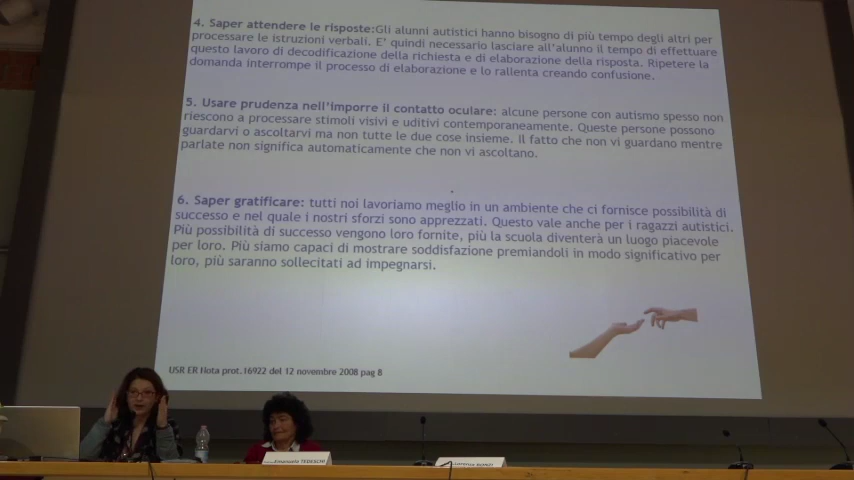 4. Saper attendere le risposte:Gli alunni autistici hanno bisogno di più tempo degli altri per
processare le istruzioni verbali. E' quindi necessario lasciare all'alunno il tempo di effettuare
questo lavoro di decodificazione della richiesta e di elaborazione della risposta. Ripetere la
domanda interrompe il processo di elaborazione e lo rallenta creando confusione.
5. Usare prudenza nell'imporre il contatto oculare: alcune persone con autismo spesso non
riescono a processare stimoli visivi e uditivi contemporaneamente. Queste persone possono
guardarvi o ascoltarvi ma non tutte le due cose insieme. Il fatto che non vi guardano mentre
parlate non significa automaticamente che non vi ascoltano.
6. Saper gratificare: tutti noi lavoriamo meglio in un ambiente che ci fornisce possibilità di
successo e nel quale i nostri sforzi sono apprezzati. Questo vale anche per i ragazzi autistici.
Più possibilità di successo vengono loro fornite, più la scuola diventerà un luogo piacevole
per loro. Più siamo capaci di mostrare soddisfazione premiandoli in modo significativo per
loro, più saranno sollecitati ad impegnarsi.
USR ER Nota prot.16922 del 12 novembre 2008 pag 8
Emanuela TEDESCHI